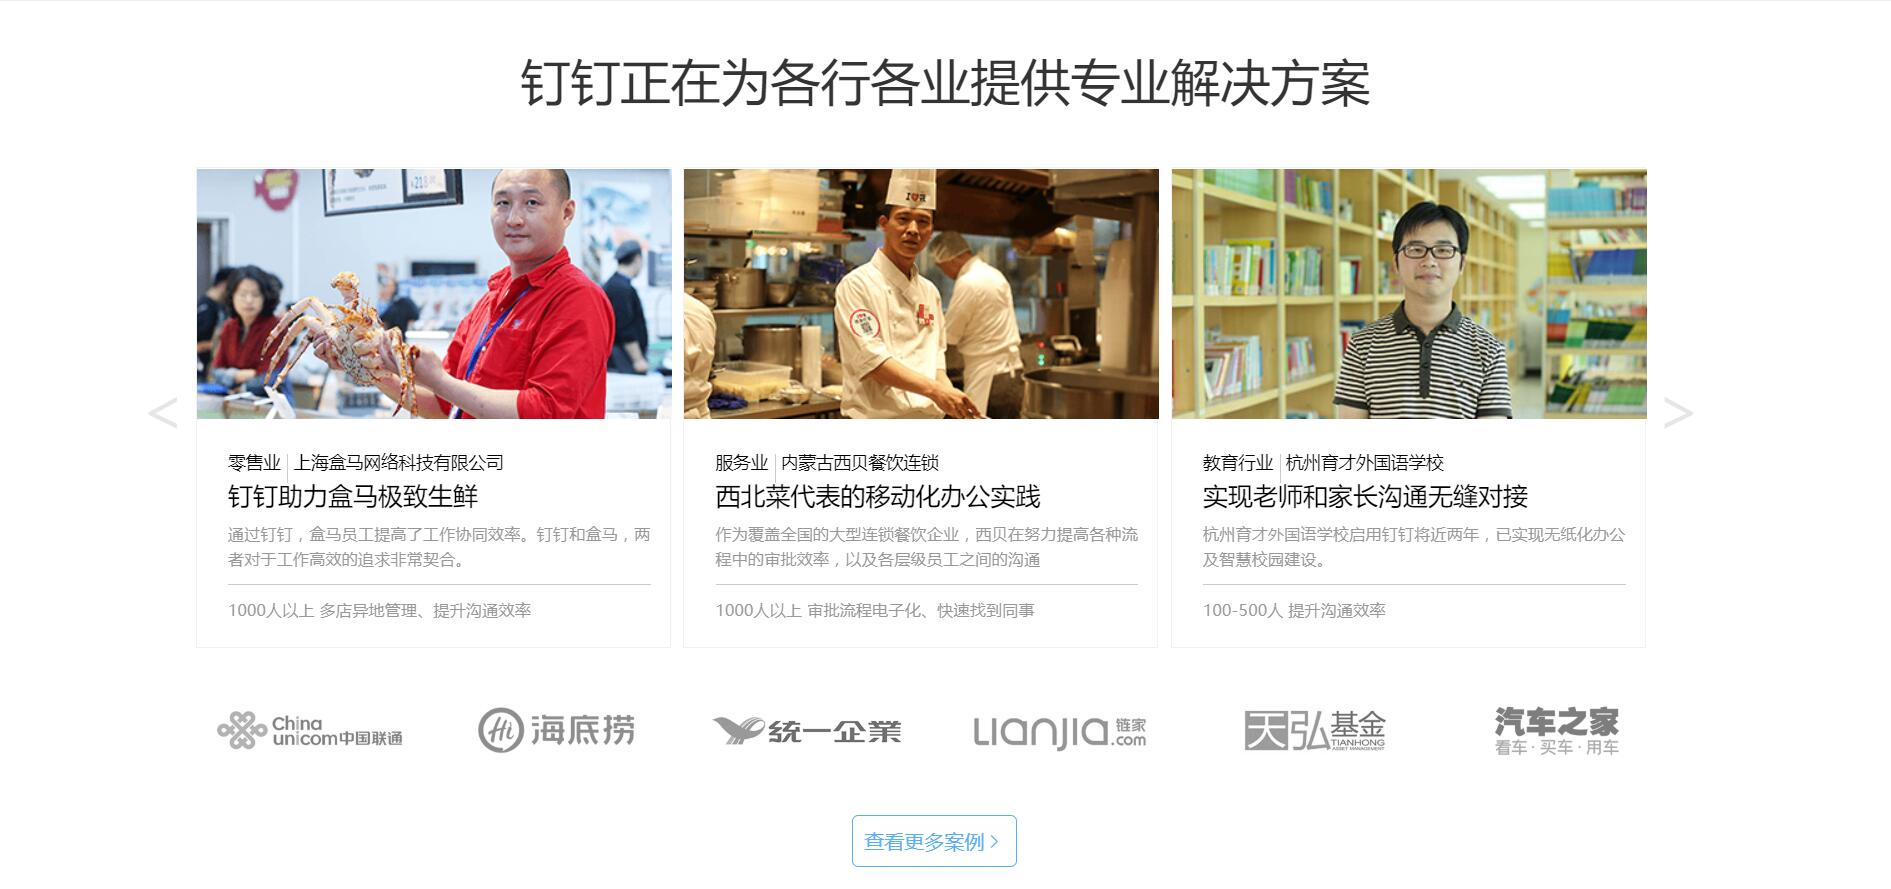 钉钉正在为各行各业提供专业解决方案
零售业 上海盒马网络科技有限公司
钉钉助力盒马极致生鲜
通过钉钉，盒马员工提高了工作协同效率。钉钉和盒马，两
者对于工作高效的追求非常契合。
1000人以上 多店异地管理、提升沟通效率
服务业 内蒙古西贝餐饮连锁
西北菜代表的移动化办公实践
作为覆盖全国的大型连锁餐饮企业，西贝在努力提高各种流
程中的审批效率，以及各层级员工之间的沟通
1000人以上 审批流程电子化、快速找到同事
教育行业 杭州育才外国语学校
实现老师和家长沟通无缝对接
杭州育才外国语学校启用钉钉将近两年，已实现无纸化办公
及智慧校园建设。
100-500人 提升沟通效率
China
unicom中国联通
Hi 海底捞
統一企業
LIANJIA.链家
.com
天弘基金
TIANHONG
ASSET MANAGEMENT
汽车之家
看车·买车·用车
查看更多案例 >